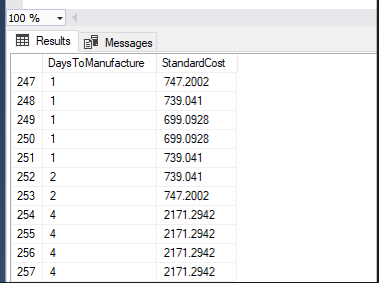 100 %
Results Messages
DaysToManufacture StandardCost
247 1 747.2002
248 1 739.041
249 1 699.0928
250 1 699.0928
251 1 739.041
252 2 739.041
253 2 747.2002
254 4 2171.2942
255 4 2171.2942
256 4 2171.2942
257 4 2171.2942